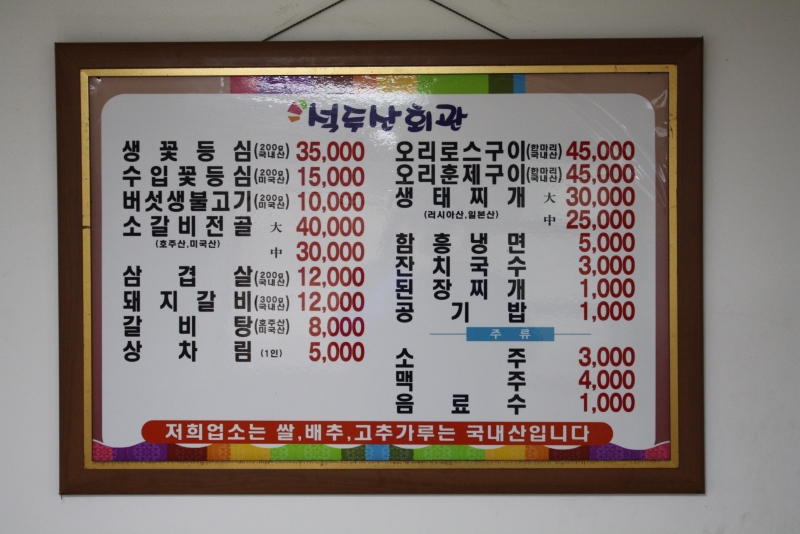 석두산회관
생꽃등심(200g 국내산) 35,000
수입꽃등심(200g 미국산) 15,000
버섯생불고기(200g 미국산) 10,000
소갈비전골 大 40,000
(호주산,미국산) 中 30,000
삼겹살(200g 국내산) 12,000
돼지갈비(300g 국내산) 12,000
갈비탕(호주산 미국산) 8,000
상차림(1인) 5,000
오리로스구이(한마리 국내산) 45,000
오리훈제구이(한마리 국내산) 45,000
생태찌개 大 30,000
(러시아산,일본산) 中 25,000
함흥냉면 5,000
잔치국수 3,000
된장찌개 1,000
공기밥 1,000
주류
소주 3,000
맥주 4,000
음료수 1,000
저희업소는 쌀,배추,고추가루는 국내산입니다